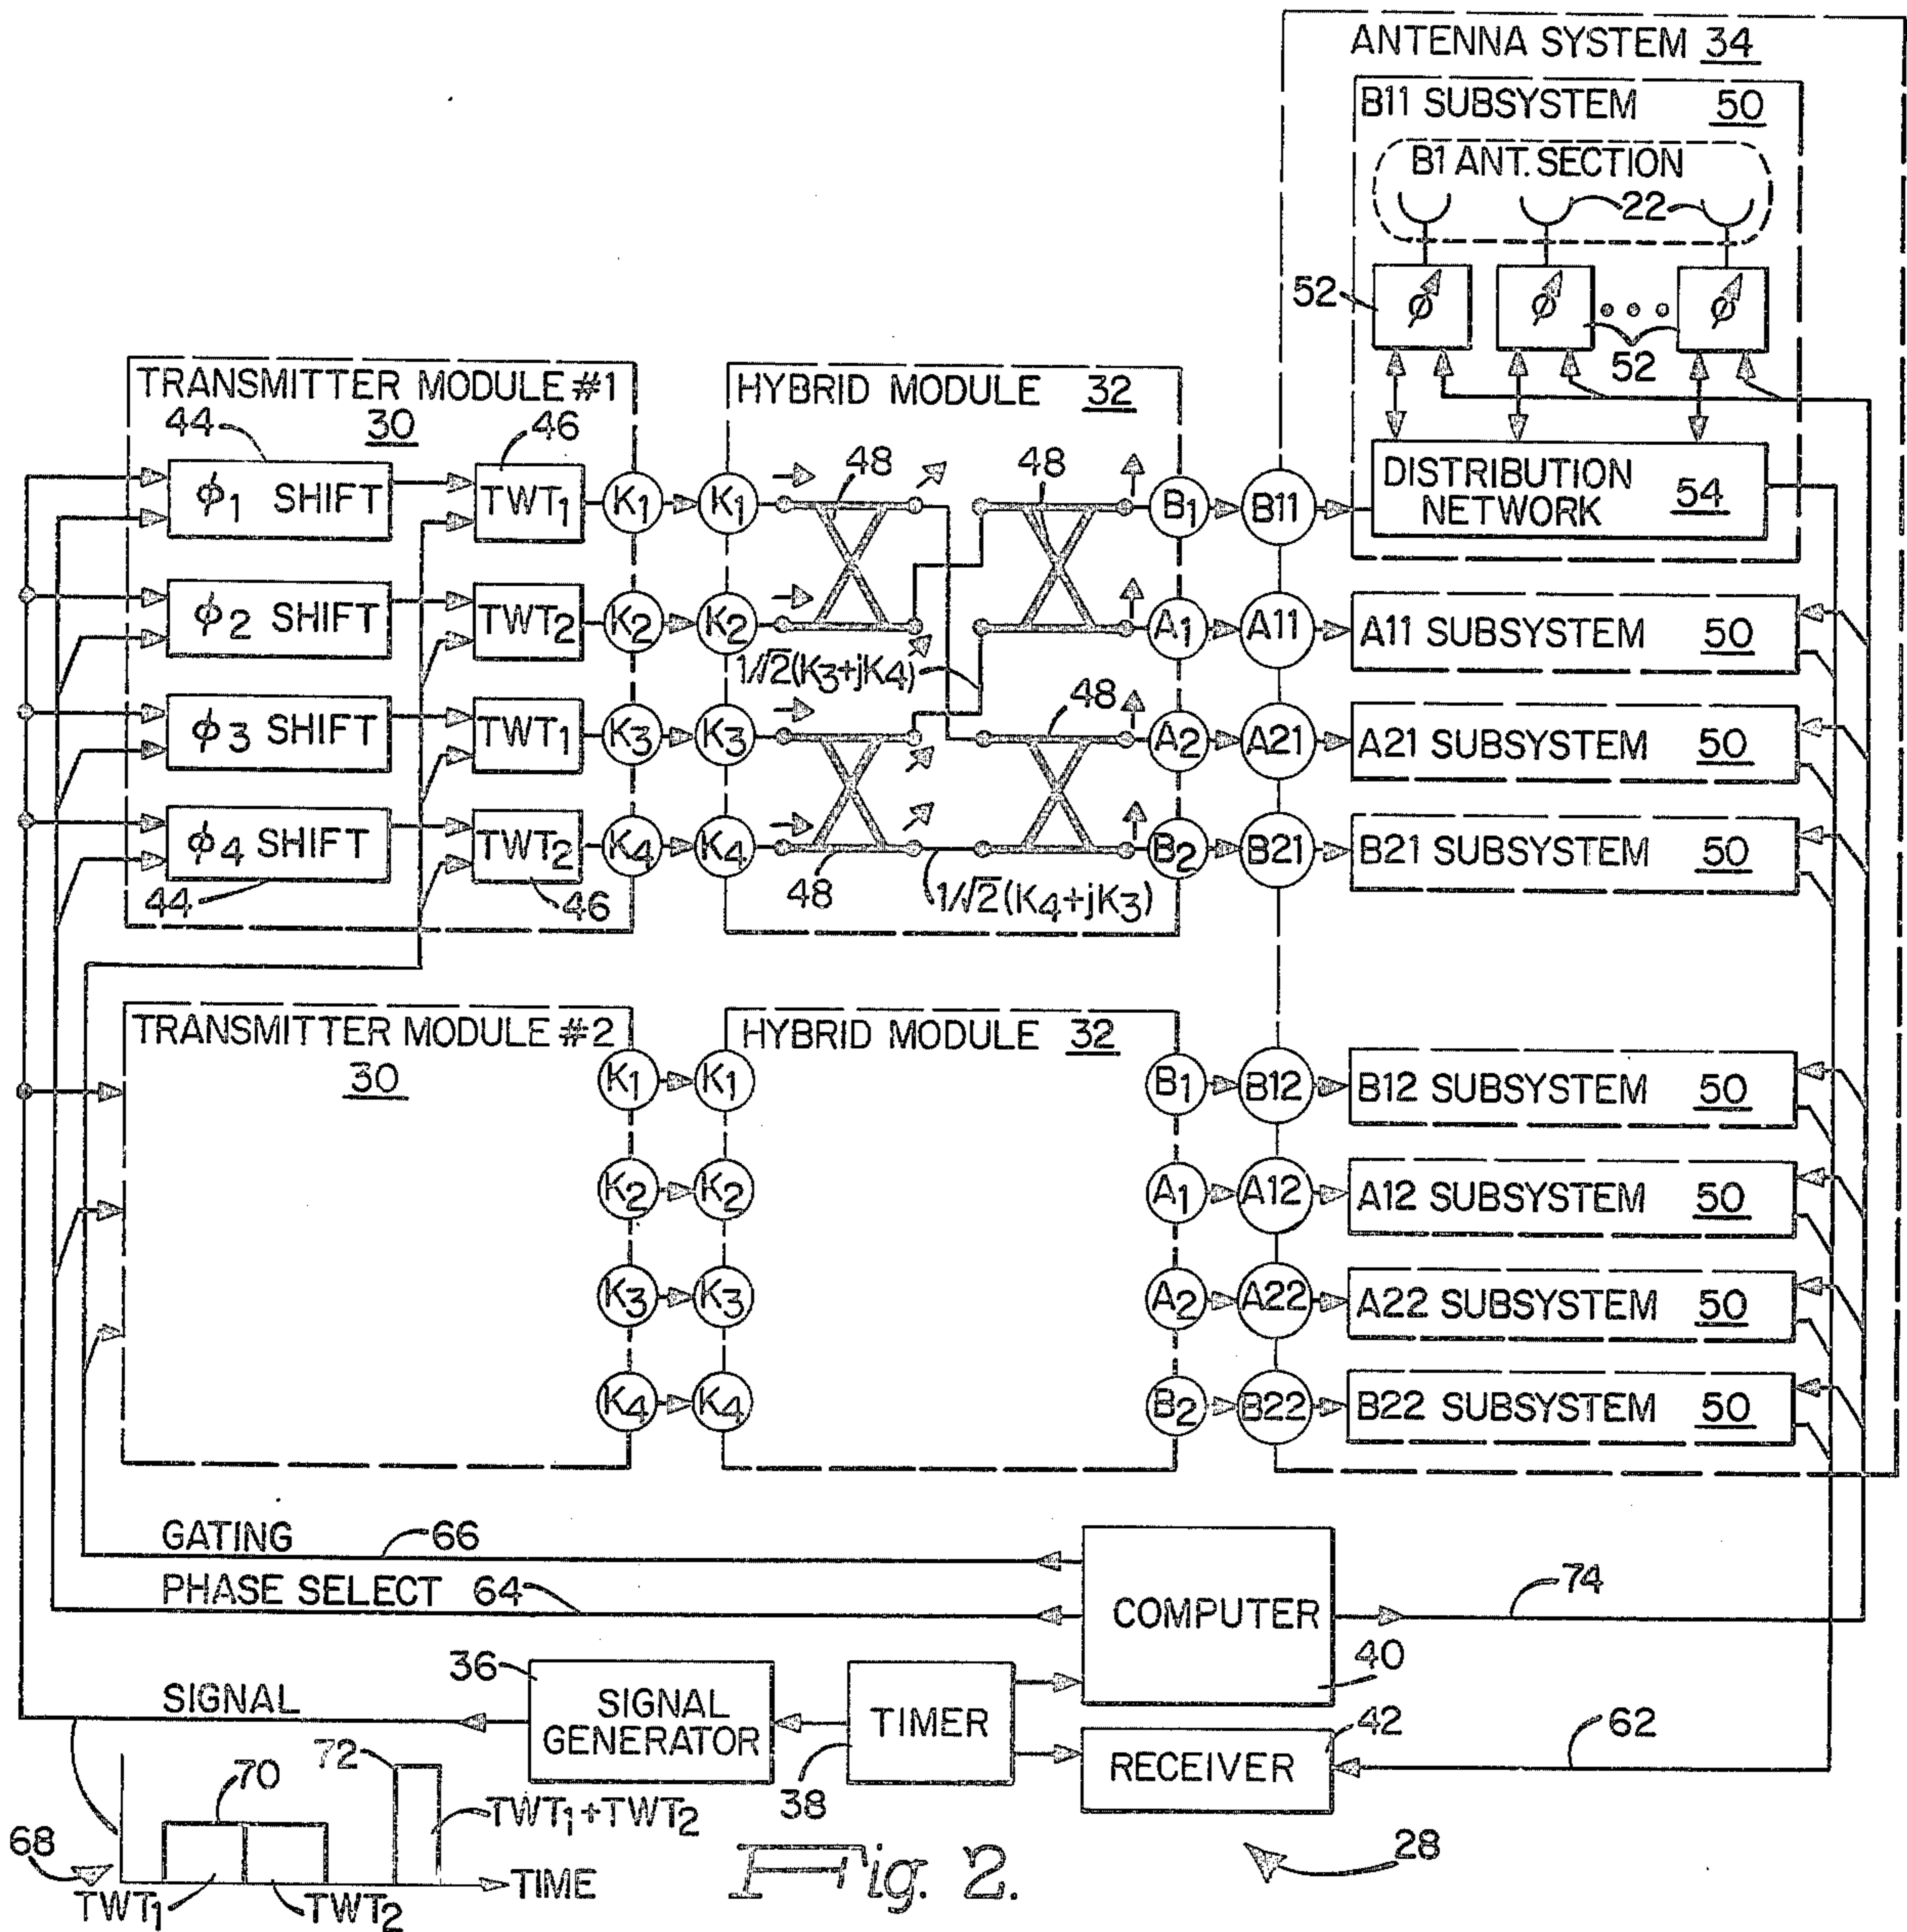 ANTENNA SYSTEM 34
B11 SUBSYSTEM 50
B1 ANT. SECTION
22
52
φ φ φ
52
TRANSMITTER MODULE #1
30
HYBRID MODULE 32
44
46
48
48
φ1 SHIFT
TWT1
K1
K1
B1
B11
DISTRIBUTION NETWORK 54
φ2 SHIFT
TWT2
K2
K2
A1
A11
A11 SUBSYSTEM 50
1/√2(K3+jK4)
48
φ3 SHIFT
TWT1
K3
K3
A2
A21
A21 SUBSYSTEM 50
φ4 SHIFT
TWT2
K4
K4
B2
B21
B21 SUBSYSTEM 50
44
46
48
1/√2(K4+jK3)
TRANSMITTER MODULE #2
30
HYBRID MODULE 32
K1
K1
B1
B12
B12 SUBSYSTEM 50
K2
K2
A1
A12
A12 SUBSYSTEM 50
K3
K3
A2
A22
A22 SUBSYSTEM 50
K4
K4
B2
B22
B22 SUBSYSTEM 50
GATING 66
PHASE SELECT 64
COMPUTER
40
74
SIGNAL
36
SIGNAL GENERATOR
TIMER
38
RECEIVER
42
62
68
70
72
TWT1
TWT2
TWT1+TWT2
TIME
Fig. 2.
28